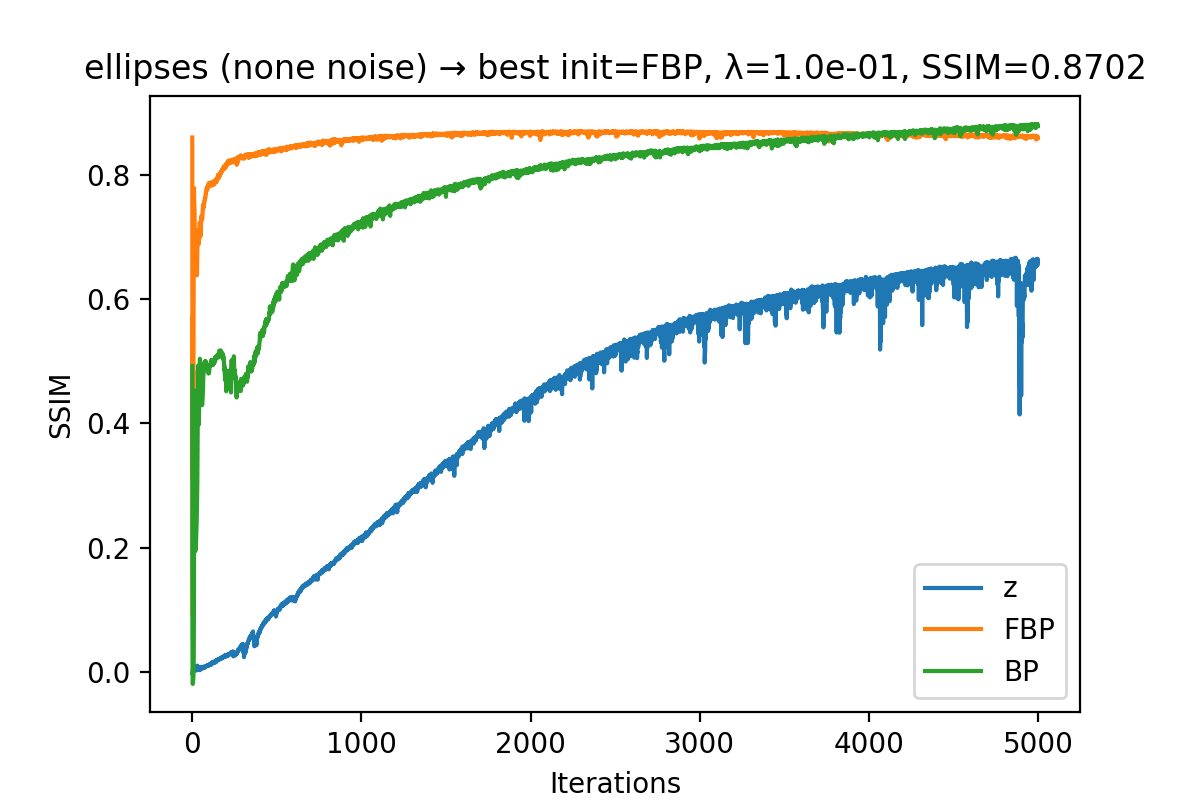 ellipses (none noise) → best init=FBP, λ=1.0e-01, SSIM=0.8702
SSIM
0.8
0.6
0.4
0.2
0.0
z
FBP
BP
0 1000 2000 3000 4000 5000
Iterations